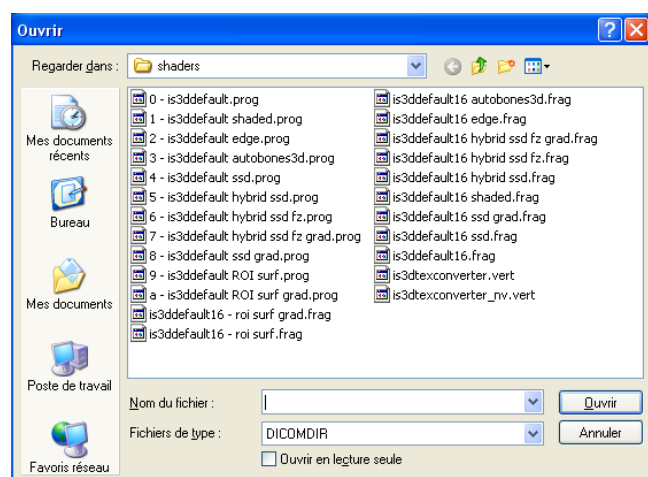 Ouvrir
Regarder dans :
shaders
Mes documents
récents
Bureau
Mes documents
Poste de travail
Favoris réseau
0 - is3ddefault.prog
1 - is3ddefault shaded.prog
2 - is3ddefault edge.prog
3 - is3ddefault autobones3d.prog
4 - is3ddefault ssd.prog
5 - is3ddefault hybrid ssd.prog
6 - is3ddefault hybrid ssd fz.prog
7 - is3ddefault hybrid ssd fz grad.prog
8 - is3ddefault ssd grad.prog
9 - is3ddefault ROI surf.prog
a - is3ddefault ROI surf grad.prog
is3ddefault16 - roi surf grad.frag
is3ddefault16 - roi surf.frag
is3ddefault16 autobones3d.frag
is3ddefault16 edge.frag
is3ddefault16 hybrid ssd fz grad.frag
is3ddefault16 hybrid ssd fz.frag
is3ddefault16 hybrid ssd.frag
is3ddefault16 shaded.frag
is3ddefault16 ssd grad.frag
is3ddefault16 ssd.frag
is3ddefault16.frag
is3dtexconverter.vert
is3dtexconverter_nv.vert
Nom du fichier :
Ouvrir
Fichiers de type :
DICOMDIR
Annuler
Ouvrir en lecture seule